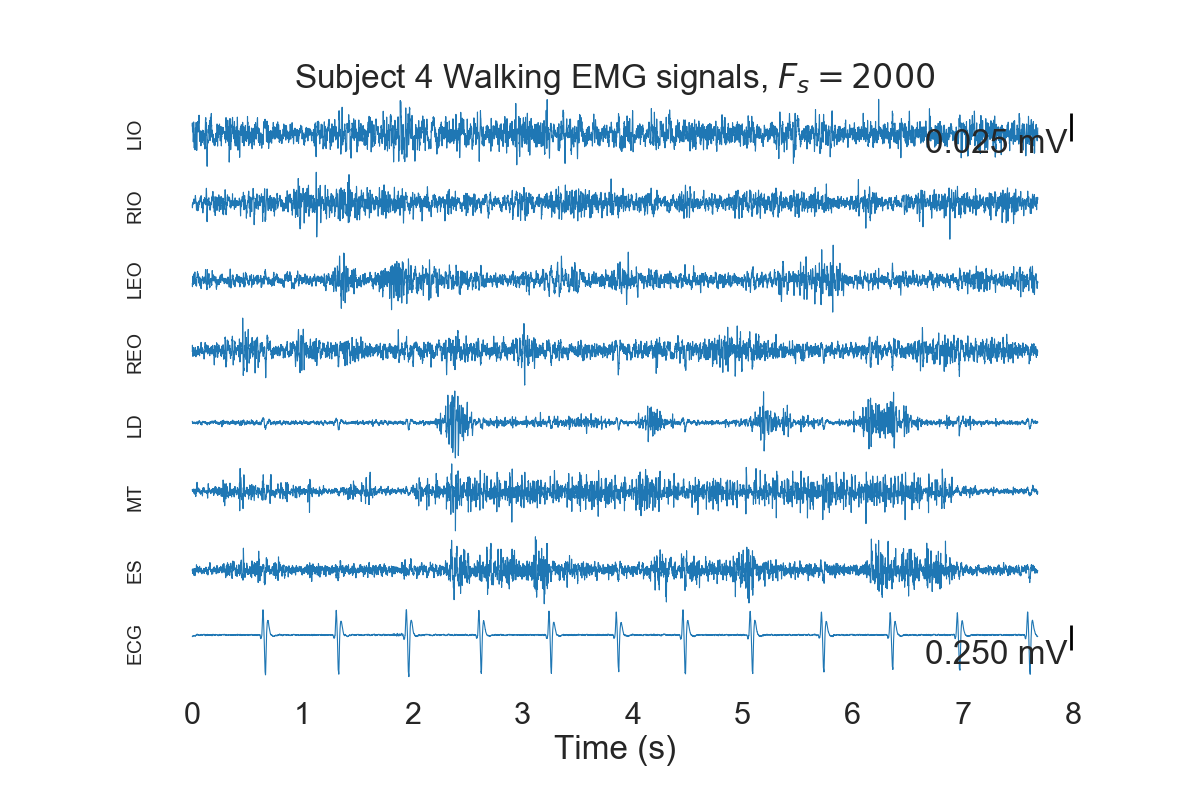 Subject 4 Walking EMG signals, Fₛ = 2000
LIO
0.025 mV
RIO
LEO
REO
LD
MT
ES
ECG
0.250 mV
0 1 2 3 4 5 6 7 8
Time (s)